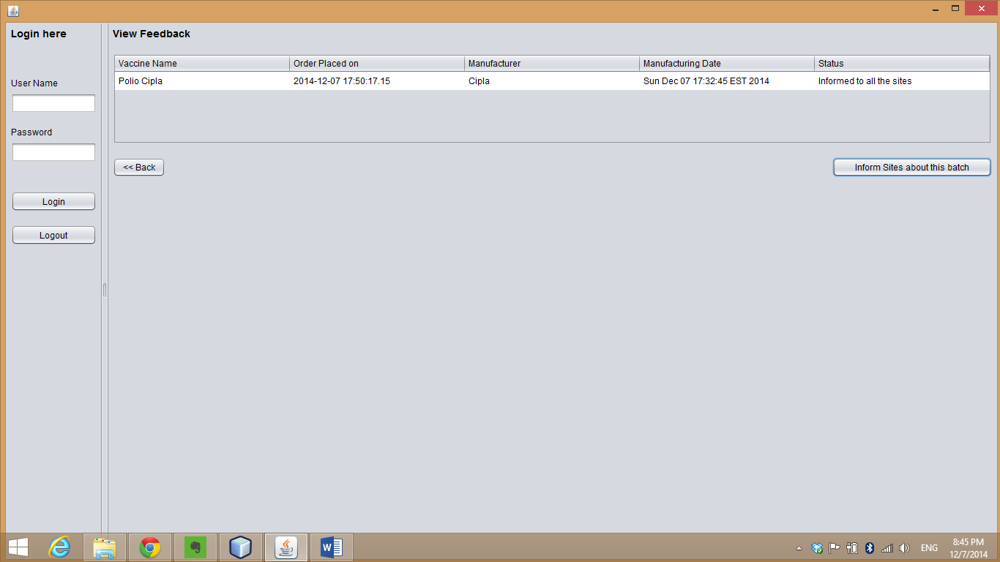 Login here
View Feedback
Vaccine Name Order Placed on Manufacturer Manufacturing Date Status
Polio Cipla 2014-12-07 17:50:17.15 Cipla Sun Dec 07 17:32:45 EST 2014 Informed to all the sites
User Name
Password
<< Back Inform Sites about this batch
Login
Logout
ENG 8:45 PM
12/7/2014